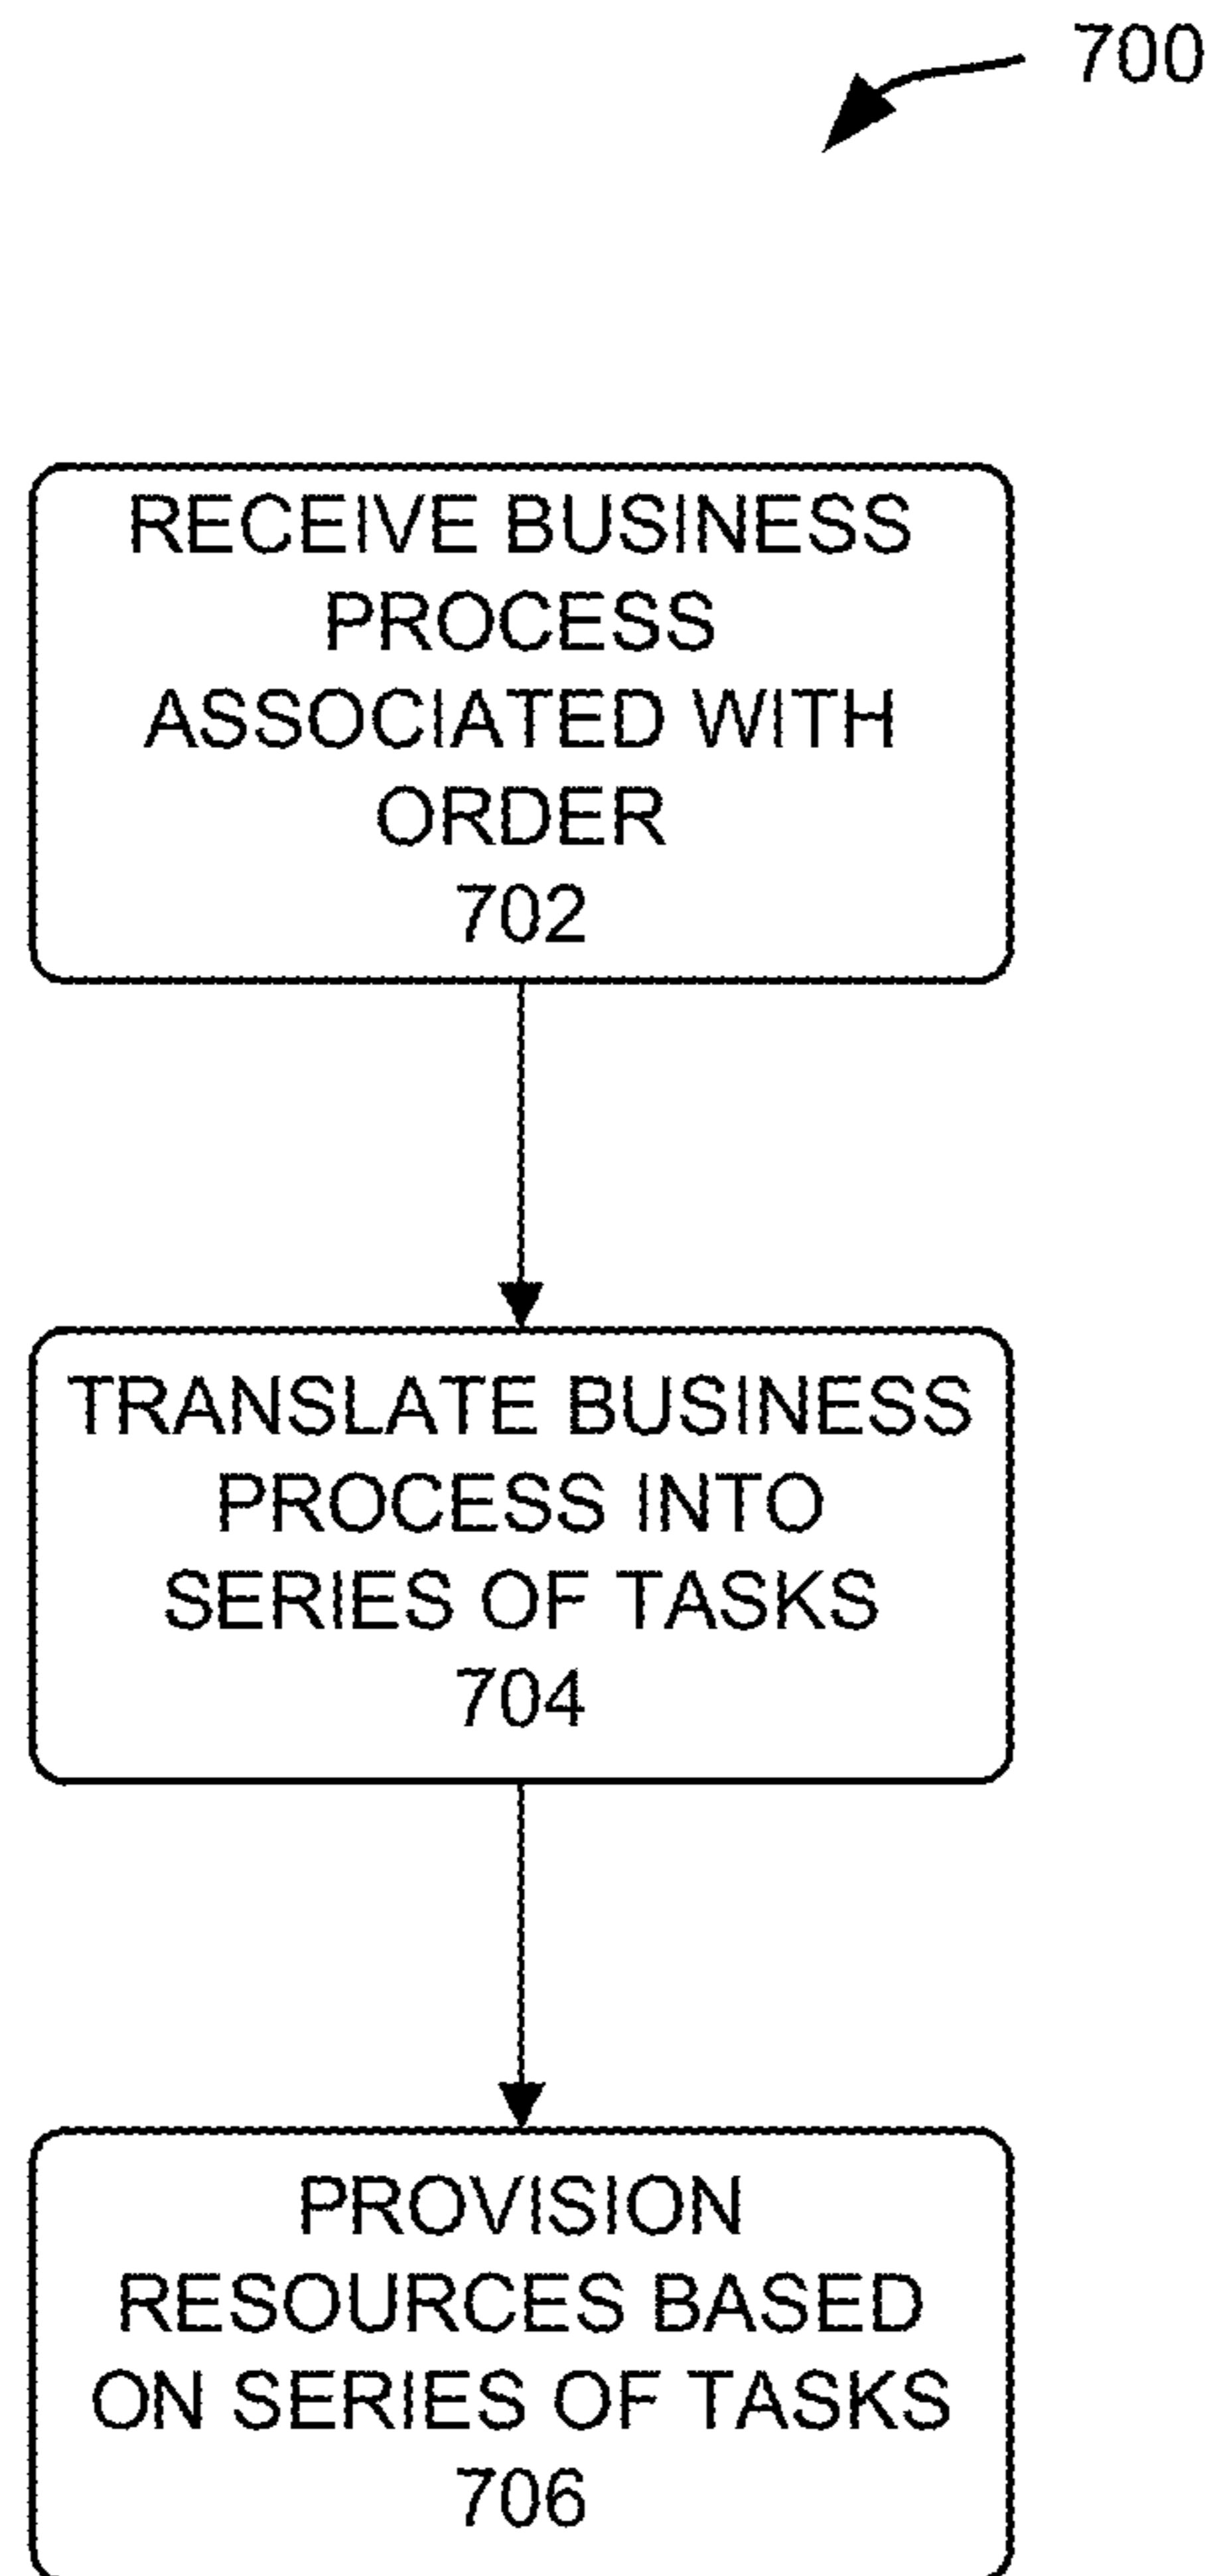 700
RECEIVE BUSINESS
PROCESS
ASSOCIATED WITH
ORDER
702
TRANSLATE BUSINESS
PROCESS INTO
SERIES OF TASKS
704
PROVISION
RESOURCES BASED
ON SERIES OF TASKS
706